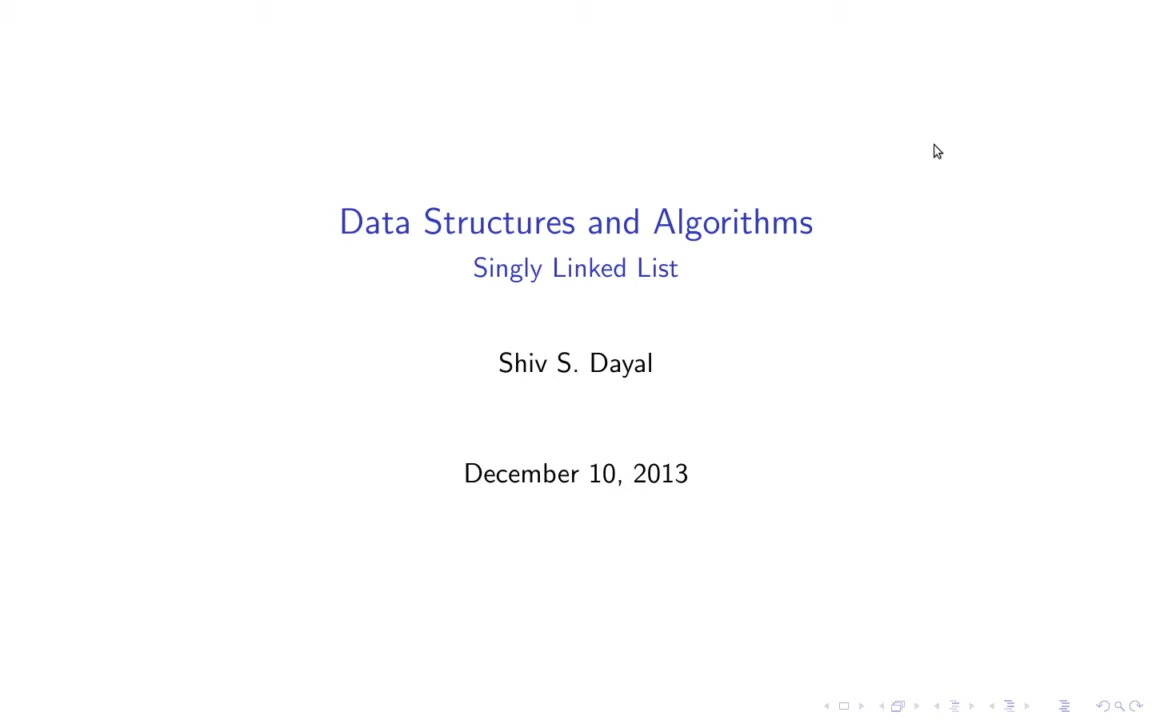 Data Structures and Algorithms
Singly Linked List
Shiv S. Dayal
December 10, 2013